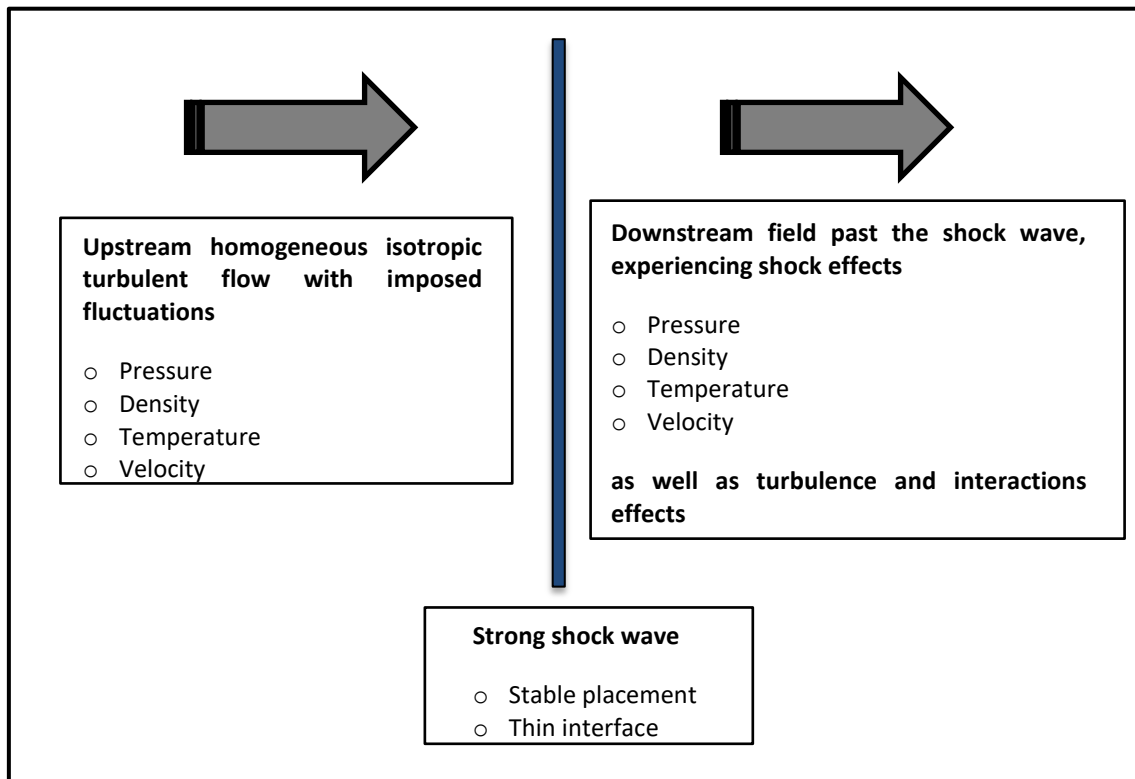 Upstream homogeneous isotropic
turbulent flow with imposed
fluctuations
o Pressure
o Density
o Temperature
o Velocity
Downstream field past the shock wave,
experiencing shock effects
o Pressure
o Density
o Temperature
o Velocity
as well as turbulence and interactions
effects
Strong shock wave
o Stable placement
o Thin interface